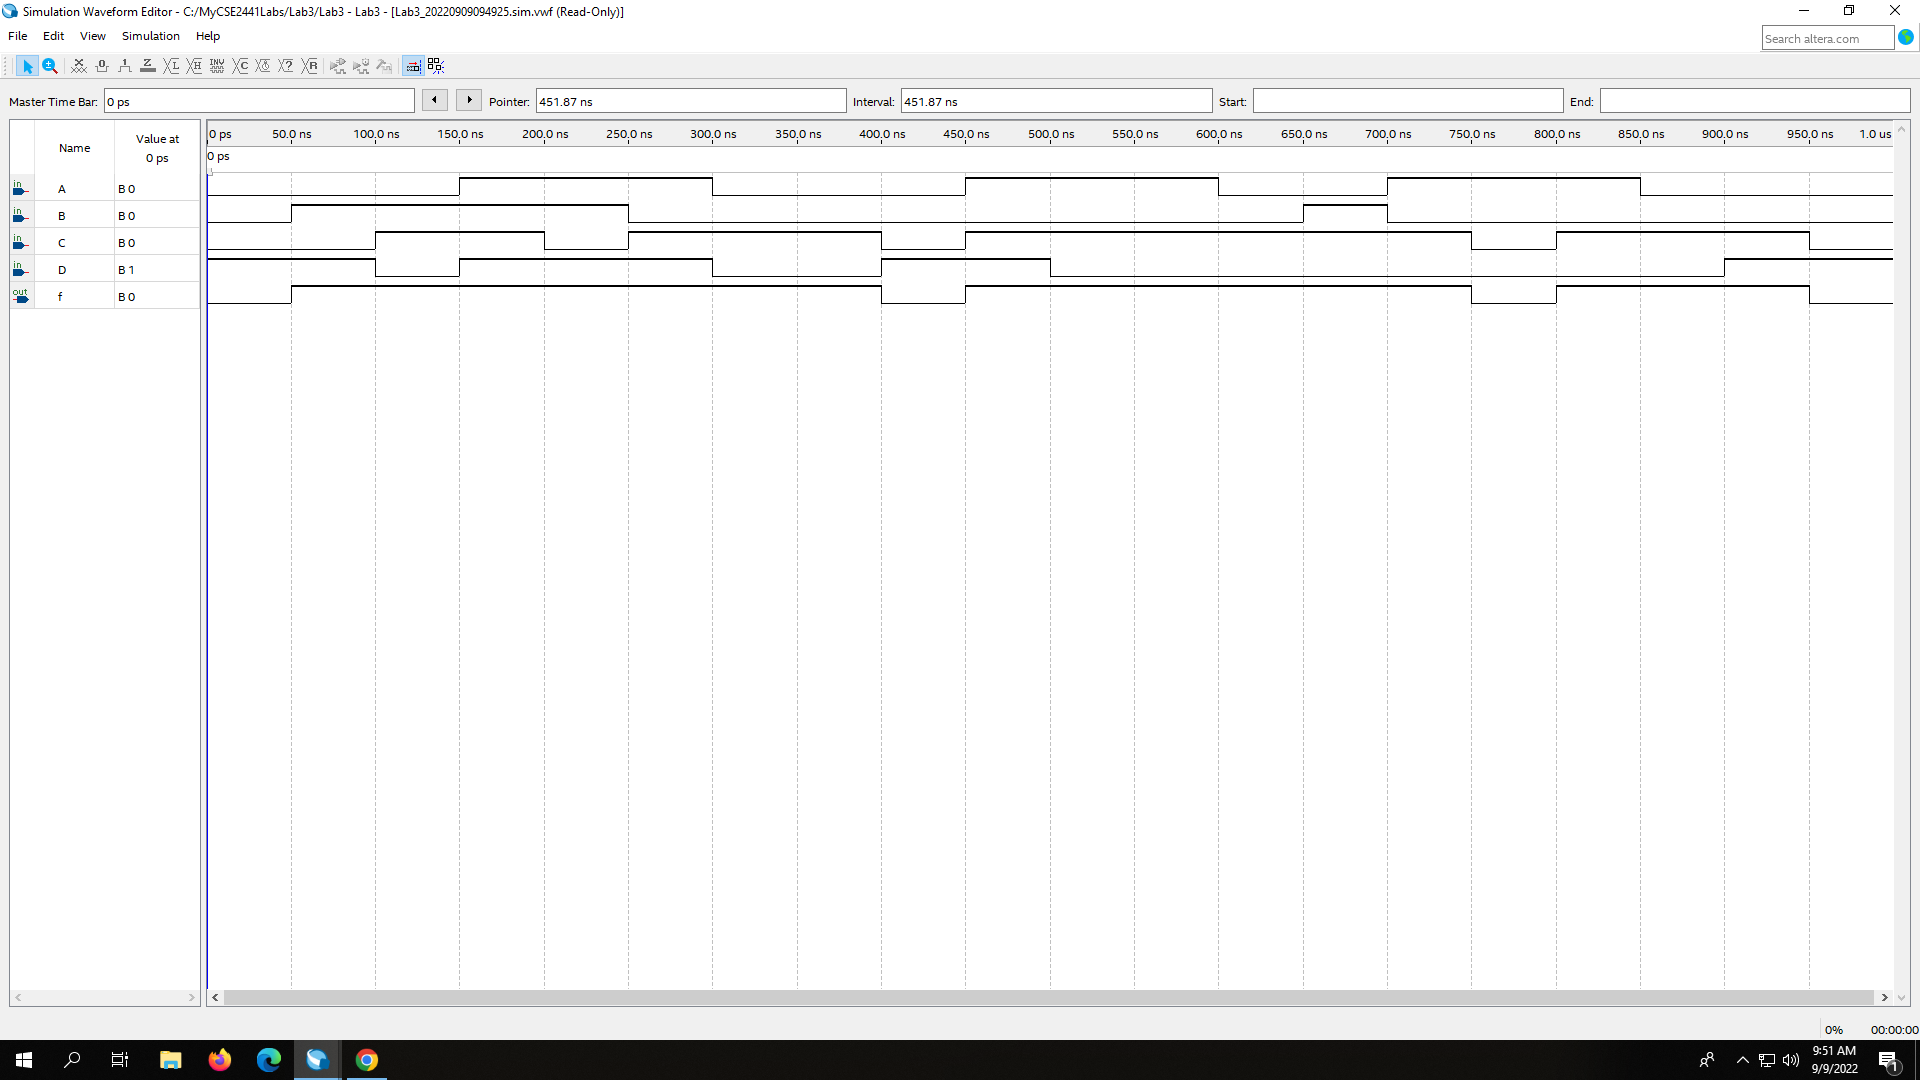 Simulation Waveform Editor - C:/MyCSE2441Labs/Lab3/Lab3 - Lab3 - [Lab3_20220909094925.sim.vwf (Read-Only)]
File Edit View Simulation Help
Search altera.com
Master Time Bar: 0 ps Pointer: 451.87 ns Interval: 451.87 ns Start: End:
Name Value at 0 ps
0 ps 50.0 ns 100.0 ns 150.0 ns 200.0 ns 250.0 ns 300.0 ns 350.0 ns 400.0 ns 450.0 ns 500.0 ns 550.0 ns 600.0 ns 650.0 ns 700.0 ns 750.0 ns 800.0 ns 850.0 ns 900.0 ns 950.0 ns 1.0 us
0 ps
in A B 0
in B B 0
in C B 0
in D B 1
out f B 0
0% 00:00:00
9:51 AM
9/9/2022
1